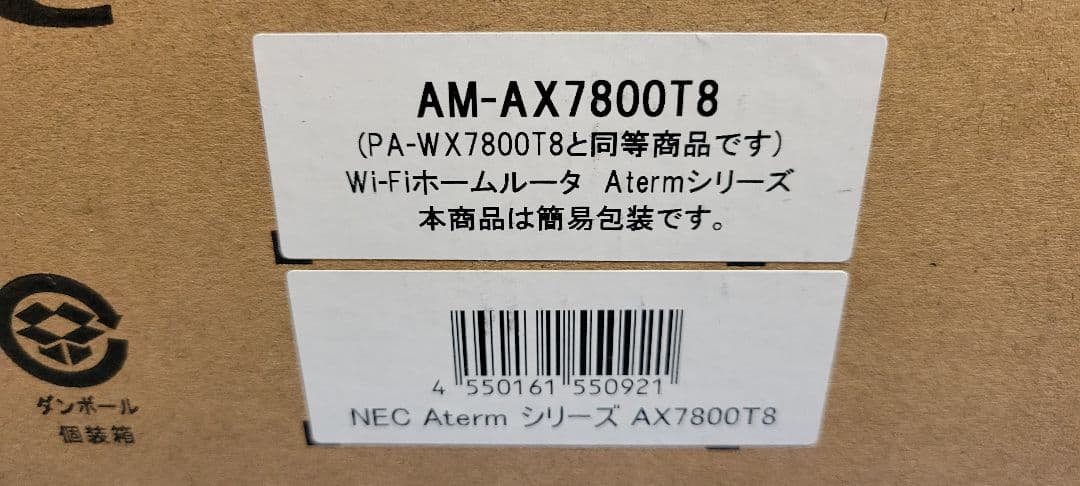 AM-AX7800T8
(PA-WX7800T8と同等商品です)
Wi-Fiホームルータ Atermシリーズ
本商品は簡易包装です。
4 550161 550921
NEC Aterm シリーズ AX7800T8
ダンボール
個装箱